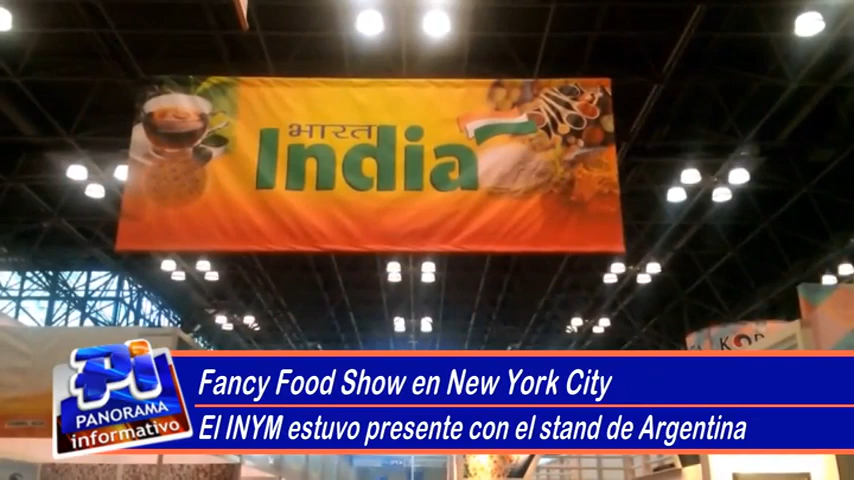 भारत
India
KOR
Pi
PANORAMA
informativo
Fancy Food Show en New York City
El INYM estuvo presente con el stand de Argentina